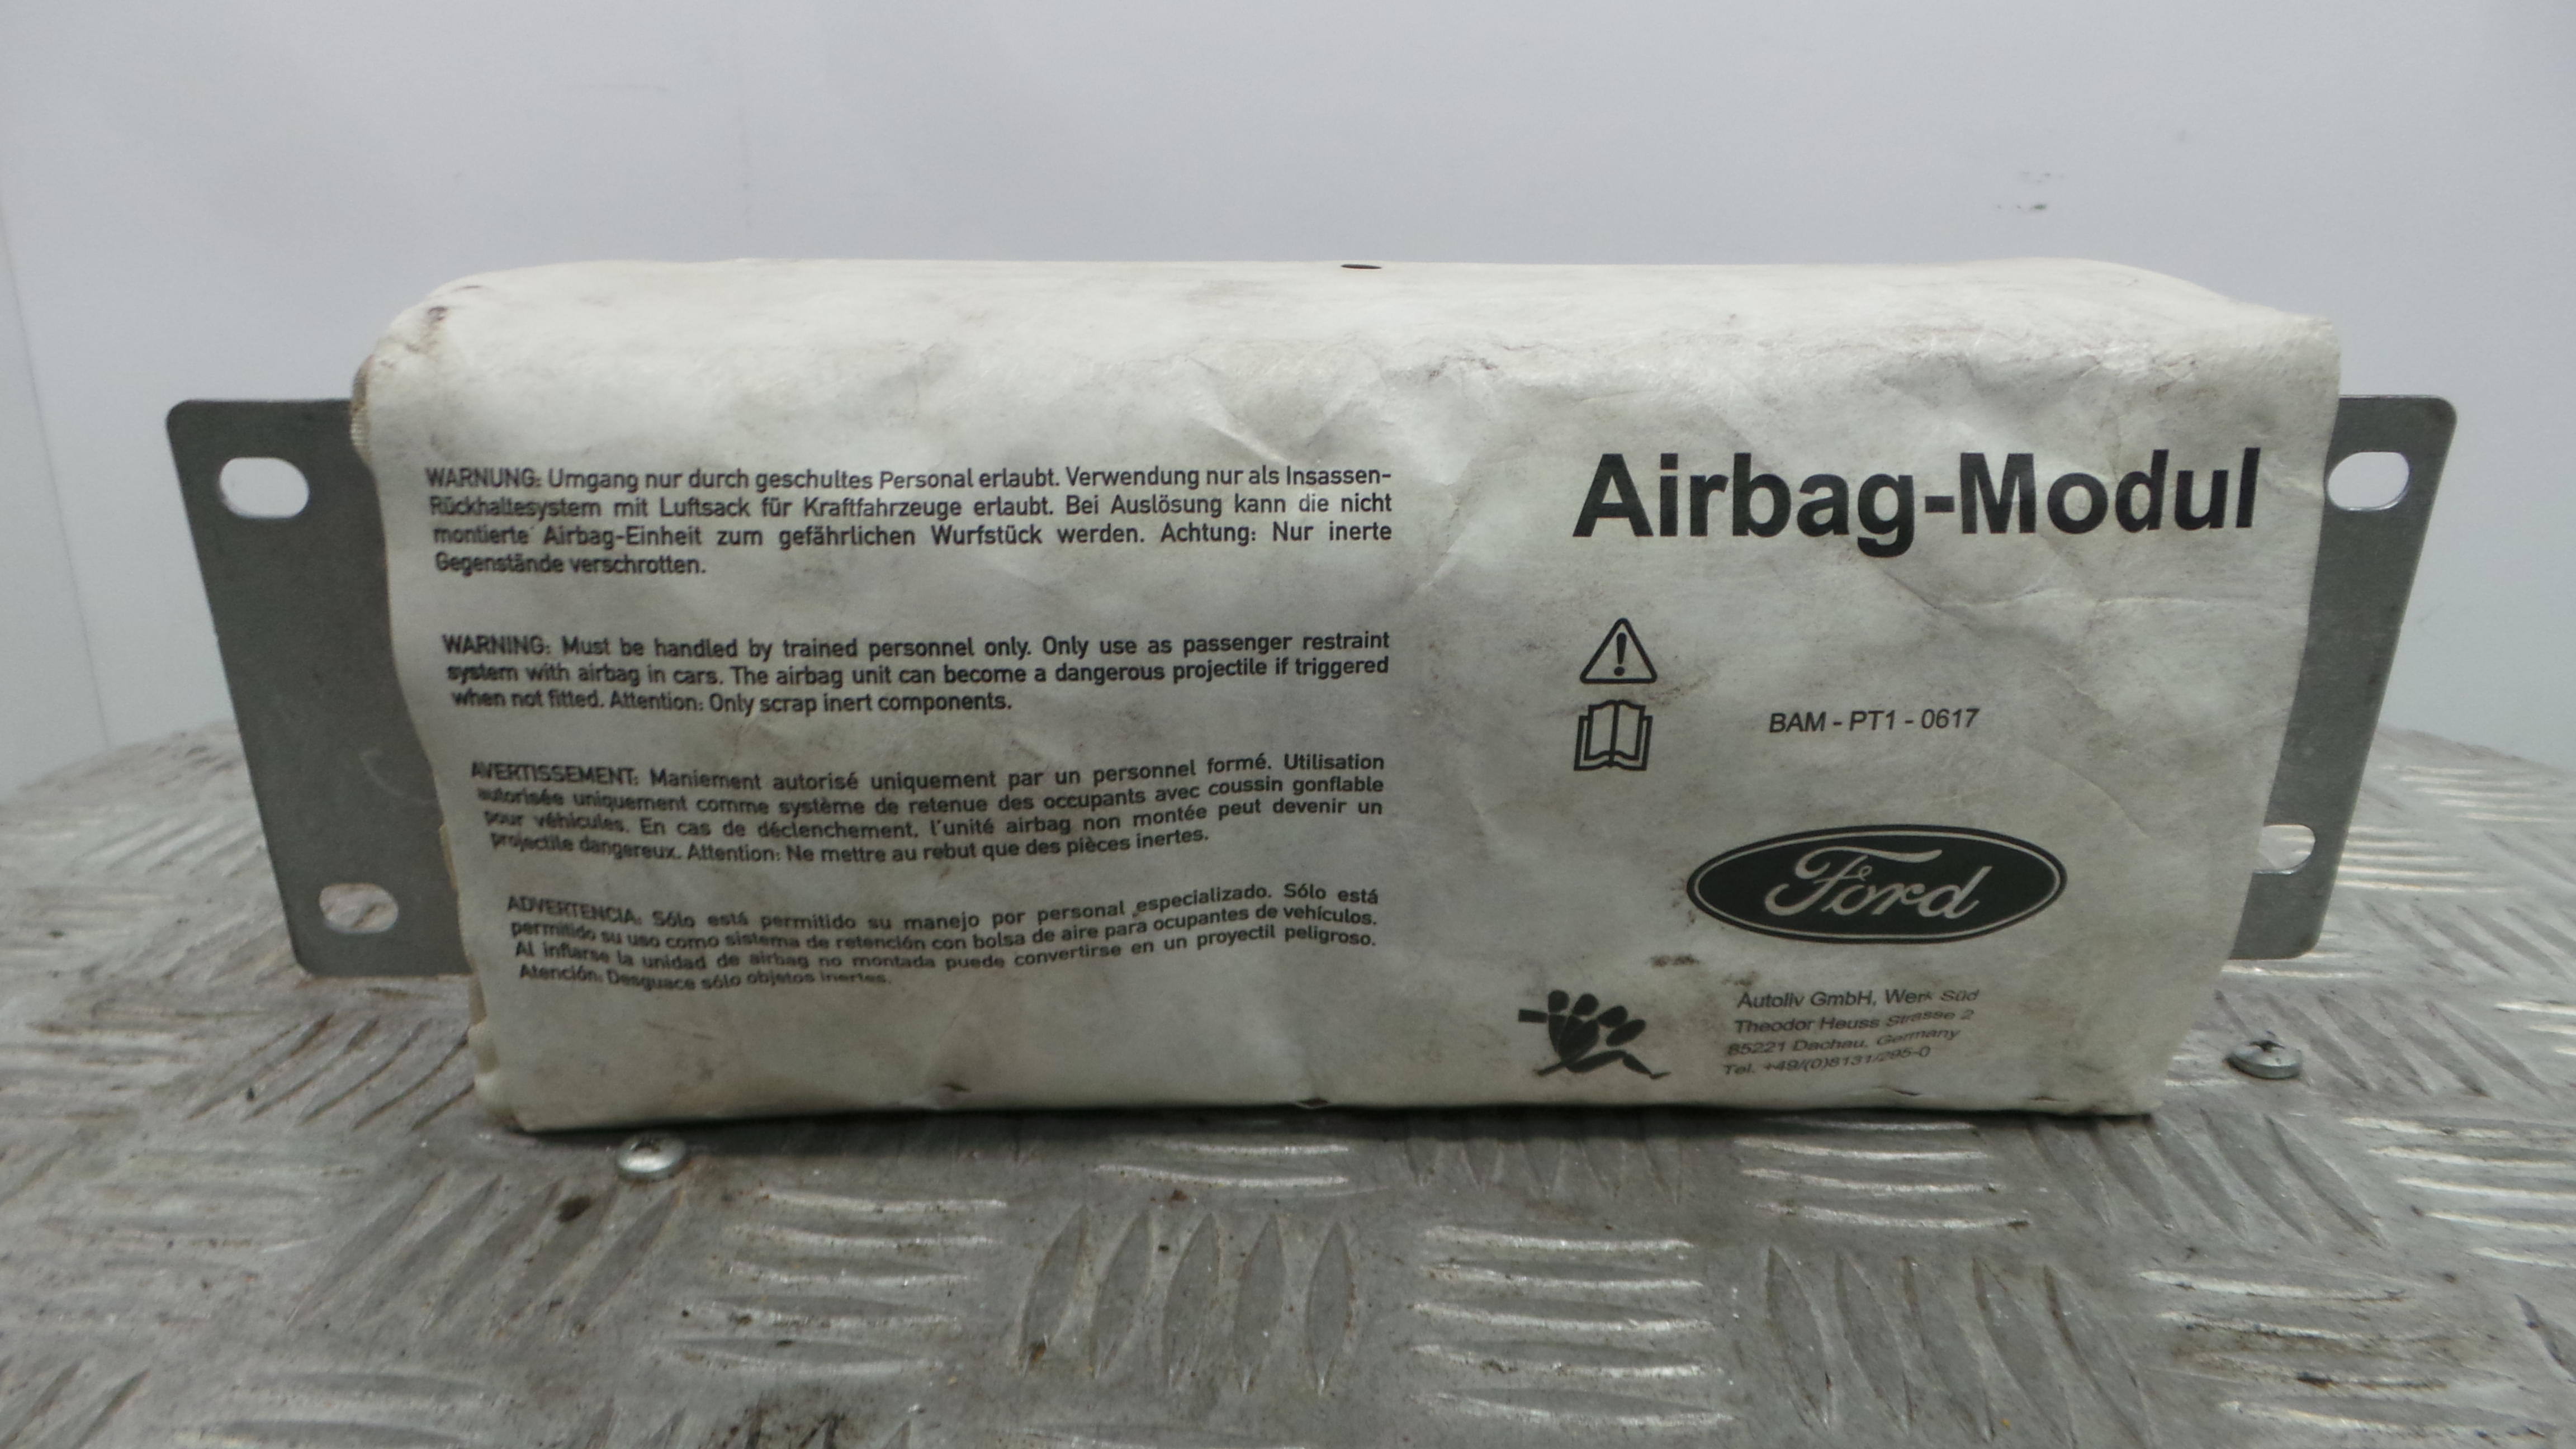 WARNUNG: Umgang nur durch geschultes Personal erlaubt. Verwendung nur als Insassen-
Rückhaltesystem mit Luftsack für Kraftfahrzeuge erlaubt. Bei Auslösung kann die nicht
montierte Airbag-Einheit zum gefährlichen Wurfstück werden. Achtung: Nur inerte
Gegenstände verschrotten.
WARNING: Must be handled by trained personnel only. Only use as passenger restraint
system with airbag in cars. The airbag unit can become a dangerous projectile if triggered
when not fitted. Attention: Only scrap inert components.
AVERTISSEMENT: Maniement autorisé uniquement par un personnel formé. Utilisation
autorisée uniquement comme système de retenue des occupants avec coussin gonflable
pour véhicules. En cas de déclenchement, l'unité airbag non montée peut devenir un
projectile dangereux. Attention: Ne mettre au rebut que des pièces inertes.
ADVERTENCIA: Sólo está permitido su manejo por personal especializado. Sólo está
permitido su uso como sistema de retención con bolsa de aire para ocupantes de vehículos.
Al inflarse la unidad de airbag no montada puede convertirse en un proyectil peligroso.
Atención: Desguace sólo objetos inertes.
Airbag-Modul
BAM - PT1 - 0617
Ford
Autoliv GmbH, Werk Süd
Theodor Heuss Strasse 2
85221 Dachau, Germany
Tel. +49/(0)8131/295-0